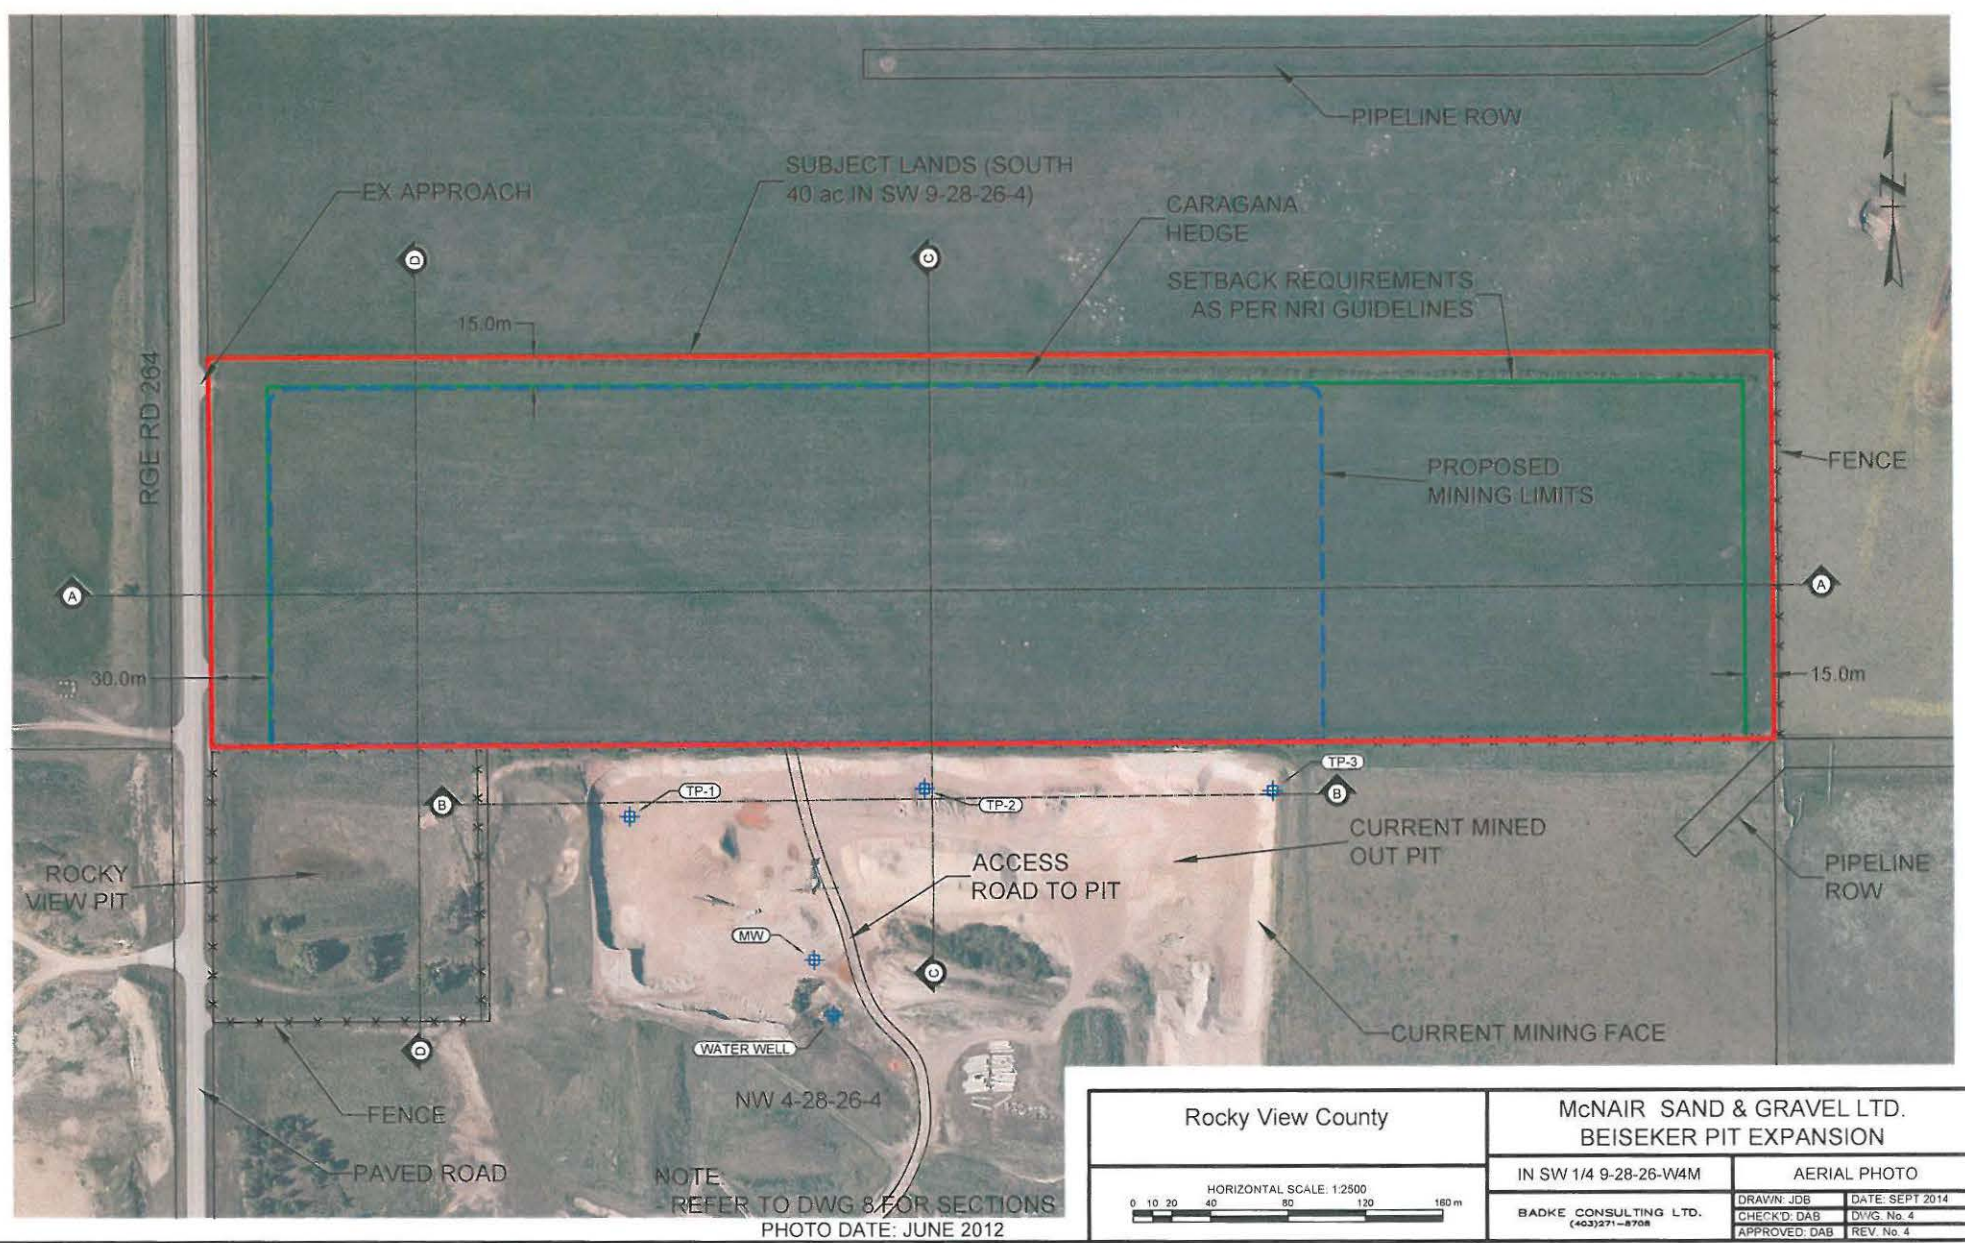 PIPELINE ROW
SUBJECT LANDS (SOUTH
40 ac IN SW 9-28-26-4)
EX APPROACH
CARAGANA
HEDGE
N
D
C
SETBACK REQUIREMENTS
AS PER NRI GUIDELINES
15.0m
RGE RD 264
FENCE
PROPOSED
MINING LIMITS
A
A
30.0m
15.0m
TP-3
TP-1
B
TP-2
B
CURRENT MINED
OUT PIT
ACCESS
ROAD TO PIT
ROCKY
VIEW PIT
PIPELINE
ROW
MW
C
CURRENT MINING FACE
WATER WELL
D
NW 4-28-26-4
FENCE
PAVED ROAD
NOTE:
- REFER TO DWG 8 FOR SECTIONS
PHOTO DATE: JUNE 2012
Rocky View County
McNAIR SAND & GRAVEL LTD.
BEISEKER PIT EXPANSION
IN SW 1/4 9-28-26-W4M
AERIAL PHOTO
HORIZONTAL SCALE: 1:2500
0 10 20 40 80 120 160 m
BADKE CONSULTING LTD.
(403)271-8708
DRAWN: JDB
DATE: SEPT 2014
CHECK'D: DAB
DWG. No. 4
APPROVED: DAB
REV. No. 4